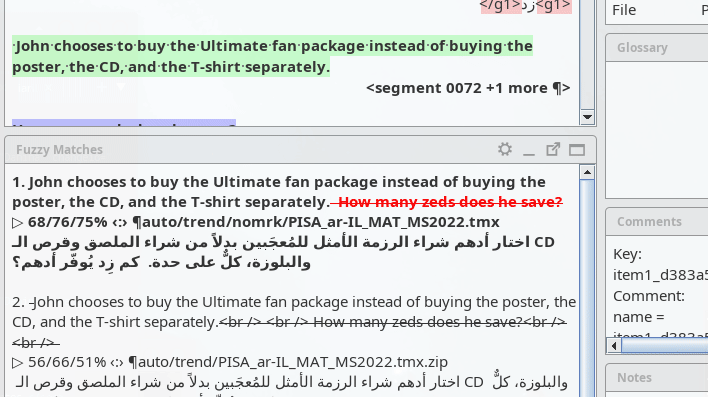 </g1>زد<g1>
·John·chooses·to·buy·the·Ultimate·fan·package·instead·of·buying·the·
poster,·the·CD,·and·the·T-shirt·separately.
<segment 0072 +1 more ¶>
Fuzzy Matches
1. John chooses to buy the Ultimate fan package instead of buying the
poster, the CD, and the T-shirt separately.  How many zeds does he save?
▷ 68/76/75% <·:·> ¶auto/trend/nomrk/PISA_ar-IL_MAT_MS2022.tmx
اختار أدهم شراء الرزمة الأمثل للمُعجَبين بدلاً من شراء الملصق وقرص الـ CD
والبلوزة، كلٌّ على حدة.  كم زِد يُوفّر أدهم؟
2. -John chooses to buy the Ultimate fan package instead of buying the poster, the
CD, and the T-shirt separately.<br /> <br /> How many zeds does he save?<br />
<br />
▷ 56/66/51% <·:·> ¶auto/trend/PISA_ar-IL_MAT_MS2022.tmx.zip
اختار أدهم شراء الرزمة الأمثل للمُعجَبين بدلاً من شراء الملصق وقرص الـ CD والبلوزة، كلٌّ
File
P
Glossary
Comments
Key:
item1_d383a5
Comment:
name =
item1_d383a5
Notes